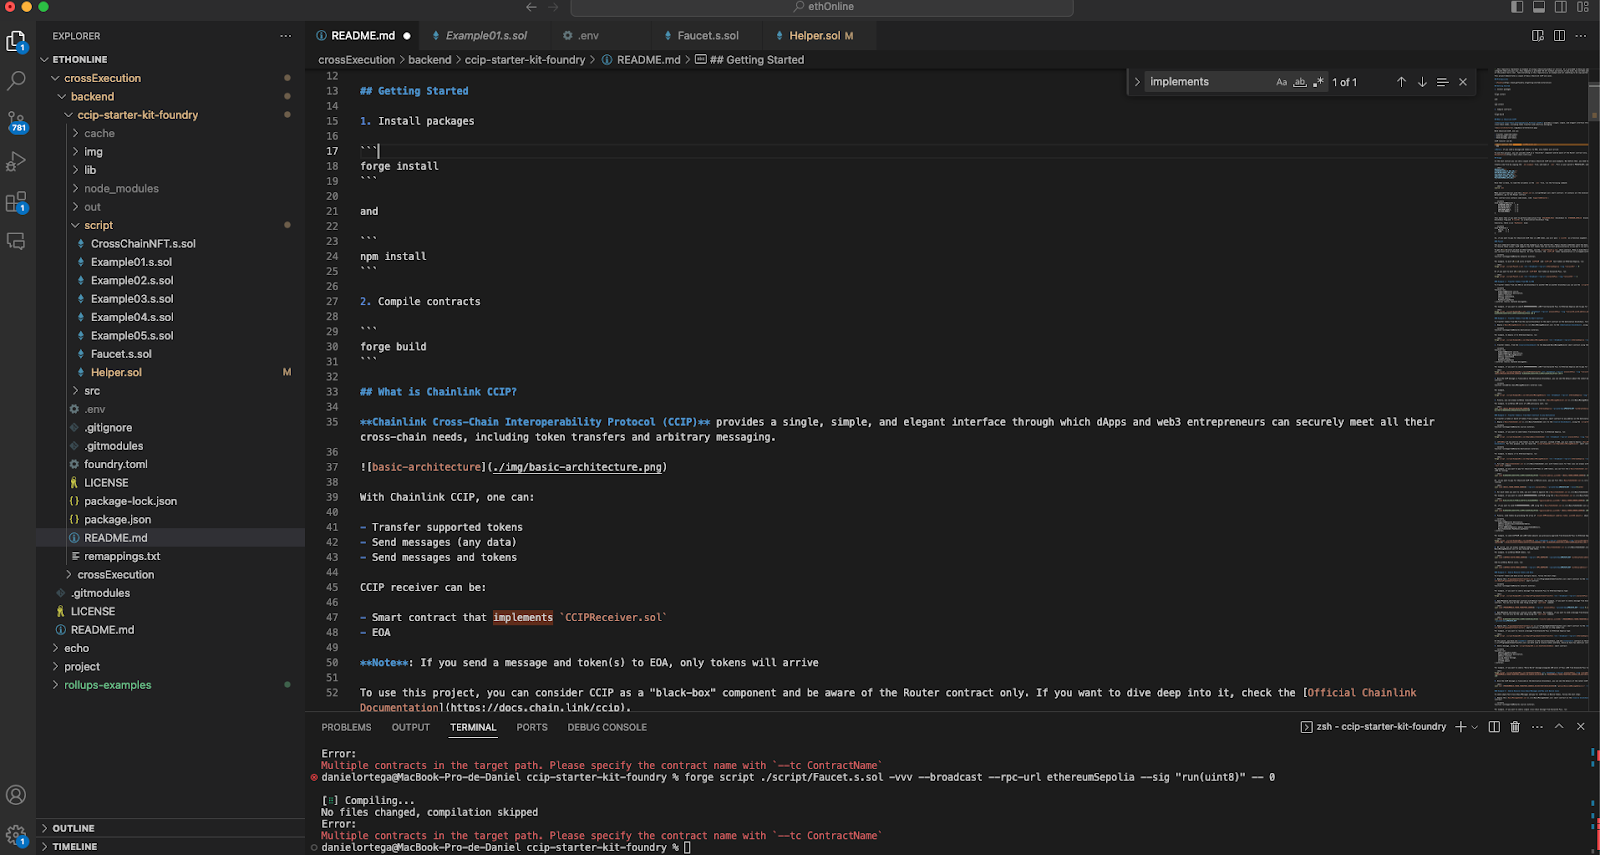 ethOnline
EXPLORER
README.md
Example01.s.sol
.env
Faucet.s.sol
Helper.sol M
ETHONLINE
crossExecution > backend > ccip-starter-kit-foundry > README.md > ## Getting Started
crossExecution
backend
ccip-starter-kit-foundry
cache
img
lib
node_modules
out
script
CrossChainNFT.s.sol
Example01.s.sol
Example02.s.sol
Example03.s.sol
Example04.s.sol
Example05.s.sol
Faucet.s.sol
Helper.sol M
src
.env
.gitignore
.gitmodules
foundry.toml
LICENSE
package-lock.json
package.json
README.md
remappings.txt
crossExecution
.gitmodules
LICENSE
README.md
echo
project
rollups-examples
OUTLINE
TIMELINE
1
781
1
1
implements Aa ab .* 1 of 1
12
13 ## Getting Started
14
15 1. Install packages
16
17 ```
18 forge install
19 ```
20
21 and
22
23 ```
24 npm install
25 ```
26
27 2. Compile contracts
28
29 ```
30 forge build
31 ```
32
33 ## What is Chainlink CCIP?
34
35 **Chainlink Cross-Chain Interoperability Protocol (CCIP)** provides a single, simple, and elegant interface through which dApps and web3 entrepreneurs can securely meet all their
cross-chain needs, including token transfers and arbitrary messaging.
36
37 ![basic-architecture](./img/basic-architecture.png)
38
39 With Chainlink CCIP, one can:
40
41 - Transfer supported tokens
42 - Send messages (any data)
43 - Send messages and tokens
44
45 CCIP receiver can be:
46
47 - Smart contract that implements `CCIPReceiver.sol`
48 - EOA
49
50 **Note**: If you send a message and token(s) to EOA, only tokens will arrive
51
52 To use this project, you can consider CCIP as a "black-box" component and be aware of the Router contract only. If you want to dive deep into it, check the [Official Chainlink
Documentation](https://docs.chain.link/ccip).
PROBLEMS OUTPUT TERMINAL PORTS DEBUG CONSOLE
zsh - ccip-starter-kit-foundry
Error:
Multiple contracts in the target path. Please specify the contract name with `--tc ContractName`
danielortega@MacBook-Pro-de-Daniel ccip-starter-kit-foundry % forge script ./script/Faucet.s.sol -vvv --broadcast --rpc-url ethereumSepolia --sig "run(uint8)" -- 0
[⠿] Compiling...
No files changed, compilation skipped
Error:
Multiple contracts in the target path. Please specify the contract name with `--tc ContractName`
danielortega@MacBook-Pro-de-Daniel ccip-starter-kit-foundry %